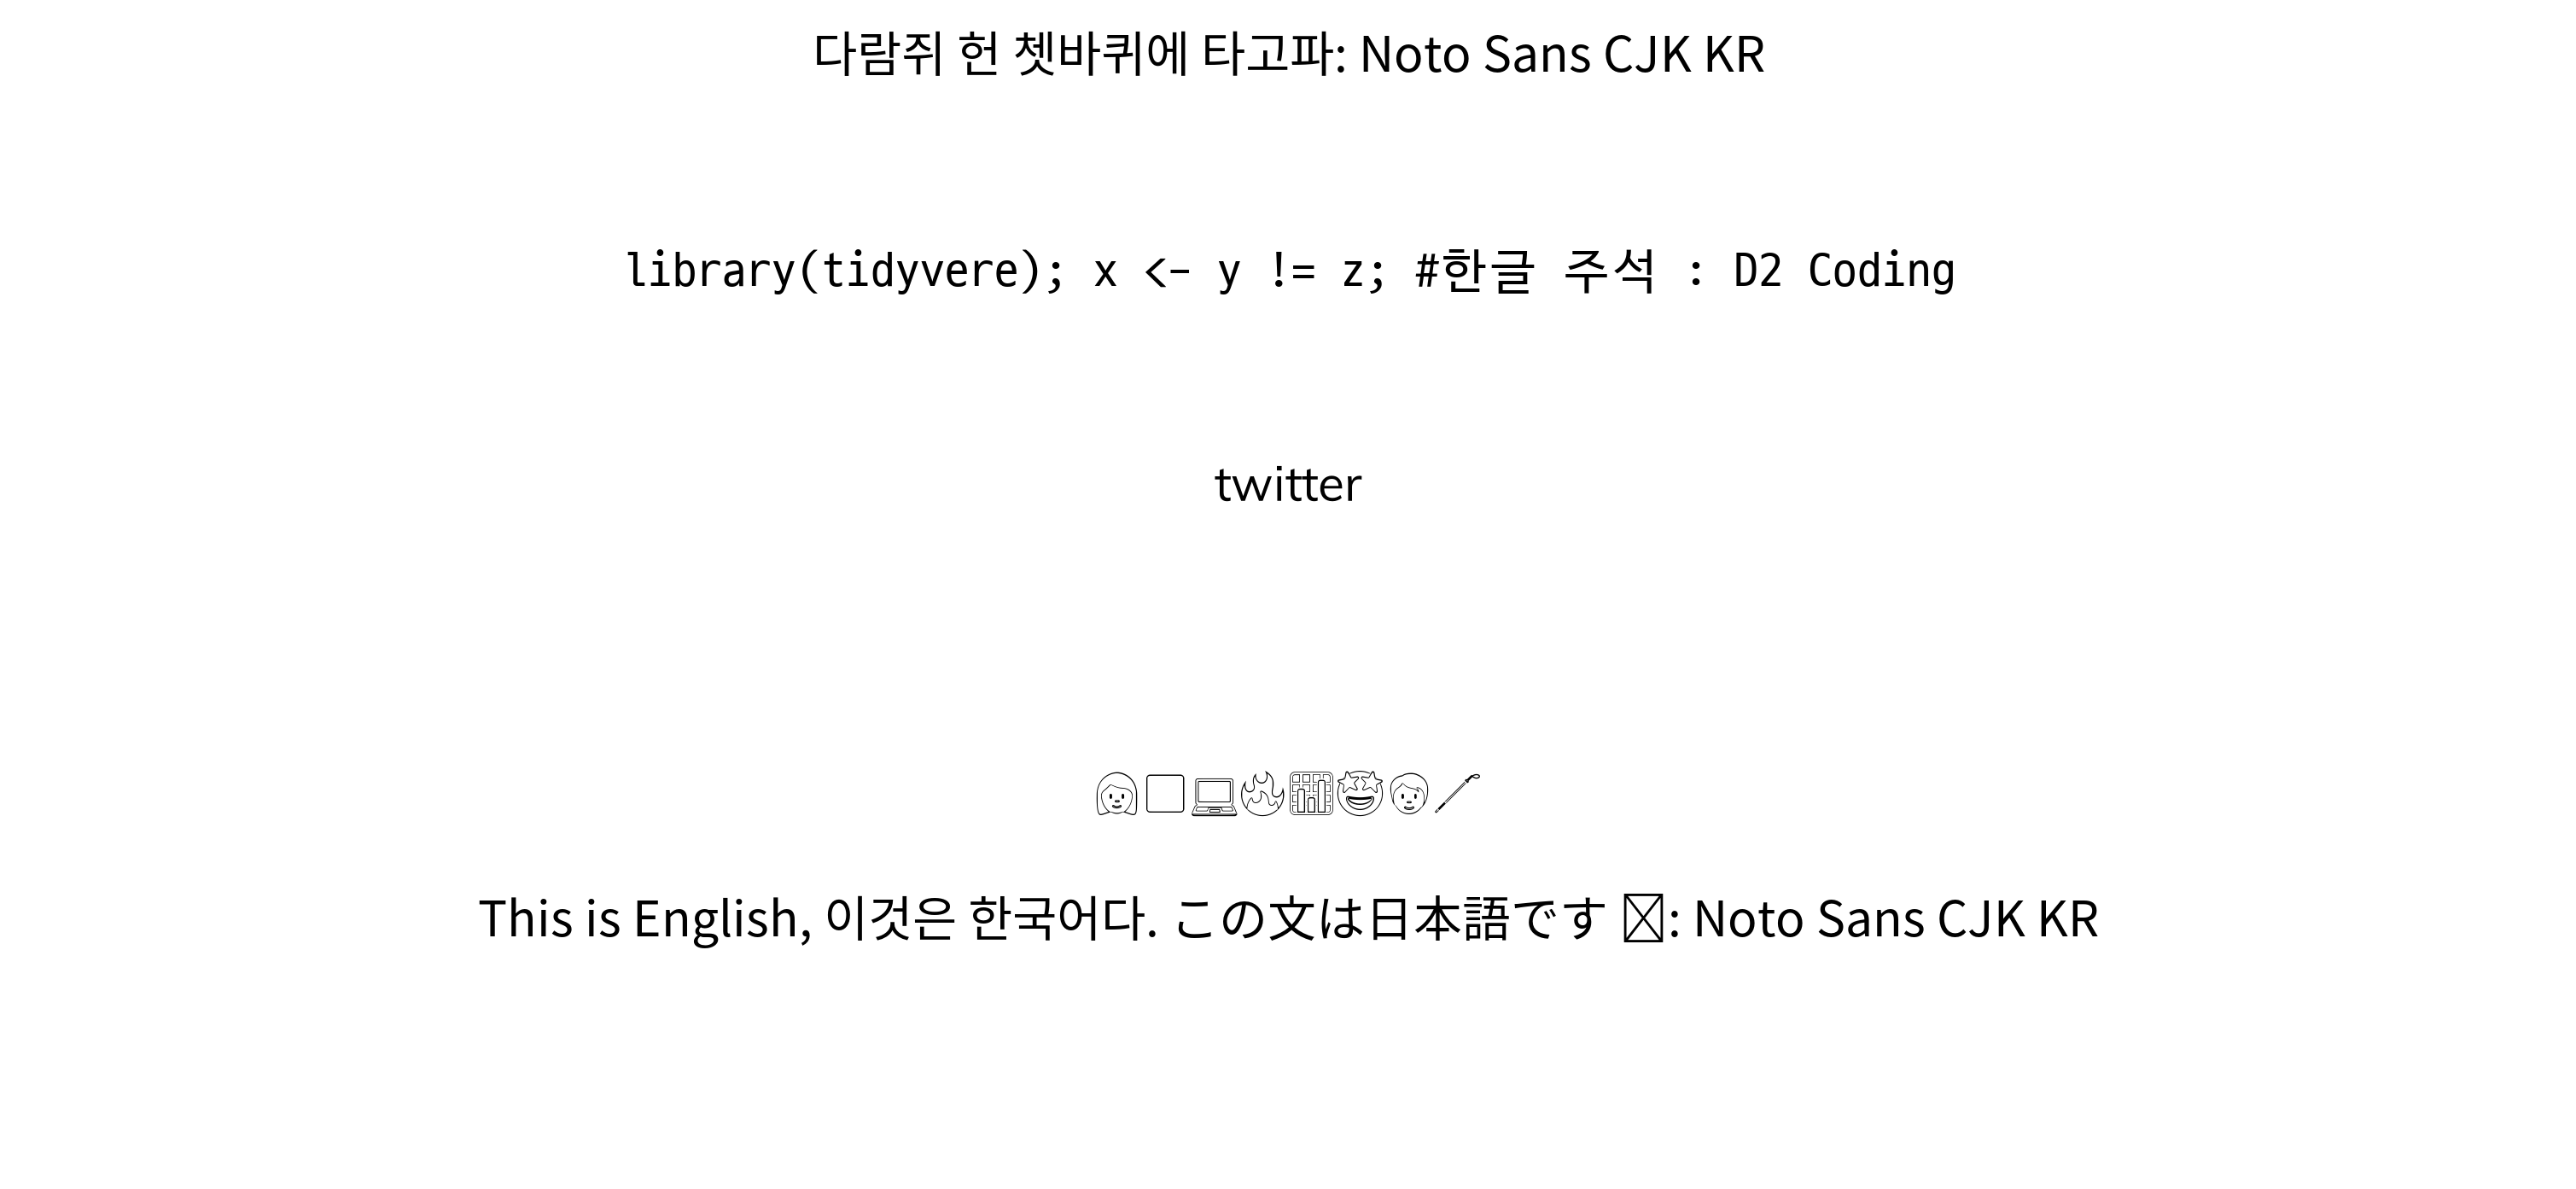 다람쥐 헌 쳇바퀴에 타고파: Noto Sans CJK KR
library(tidyvere); x <- y != z; #한글 주석 : D2 Coding
twitter
This is English, 이것은 한국어다. この文は日本語です : Noto Sans CJK KR